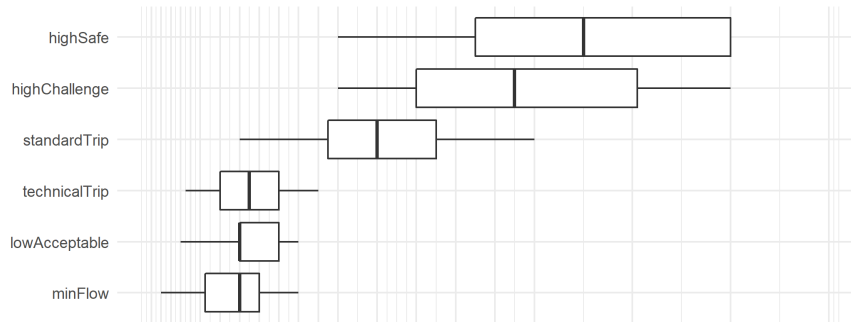 highSafe
highChallenge
standardTrip
technicalTrip
lowAcceptable
minFlow